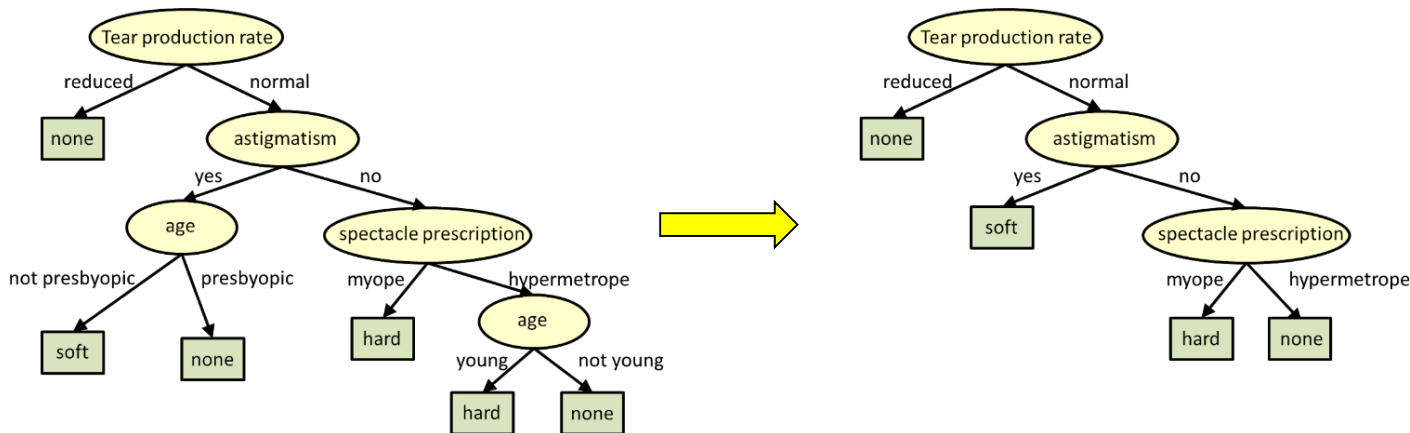 Tear production rate
reduced
normal
none
astigmatism
yes
no
age
spectacle prescription
not presbyopic
presbyopic
myope
hypermetrope
soft
none
hard
age
young
not young
hard
none
Tear production rate
reduced
normal
none
astigmatism
yes
no
soft
spectacle prescription
myope
hypermetrope
hard
none